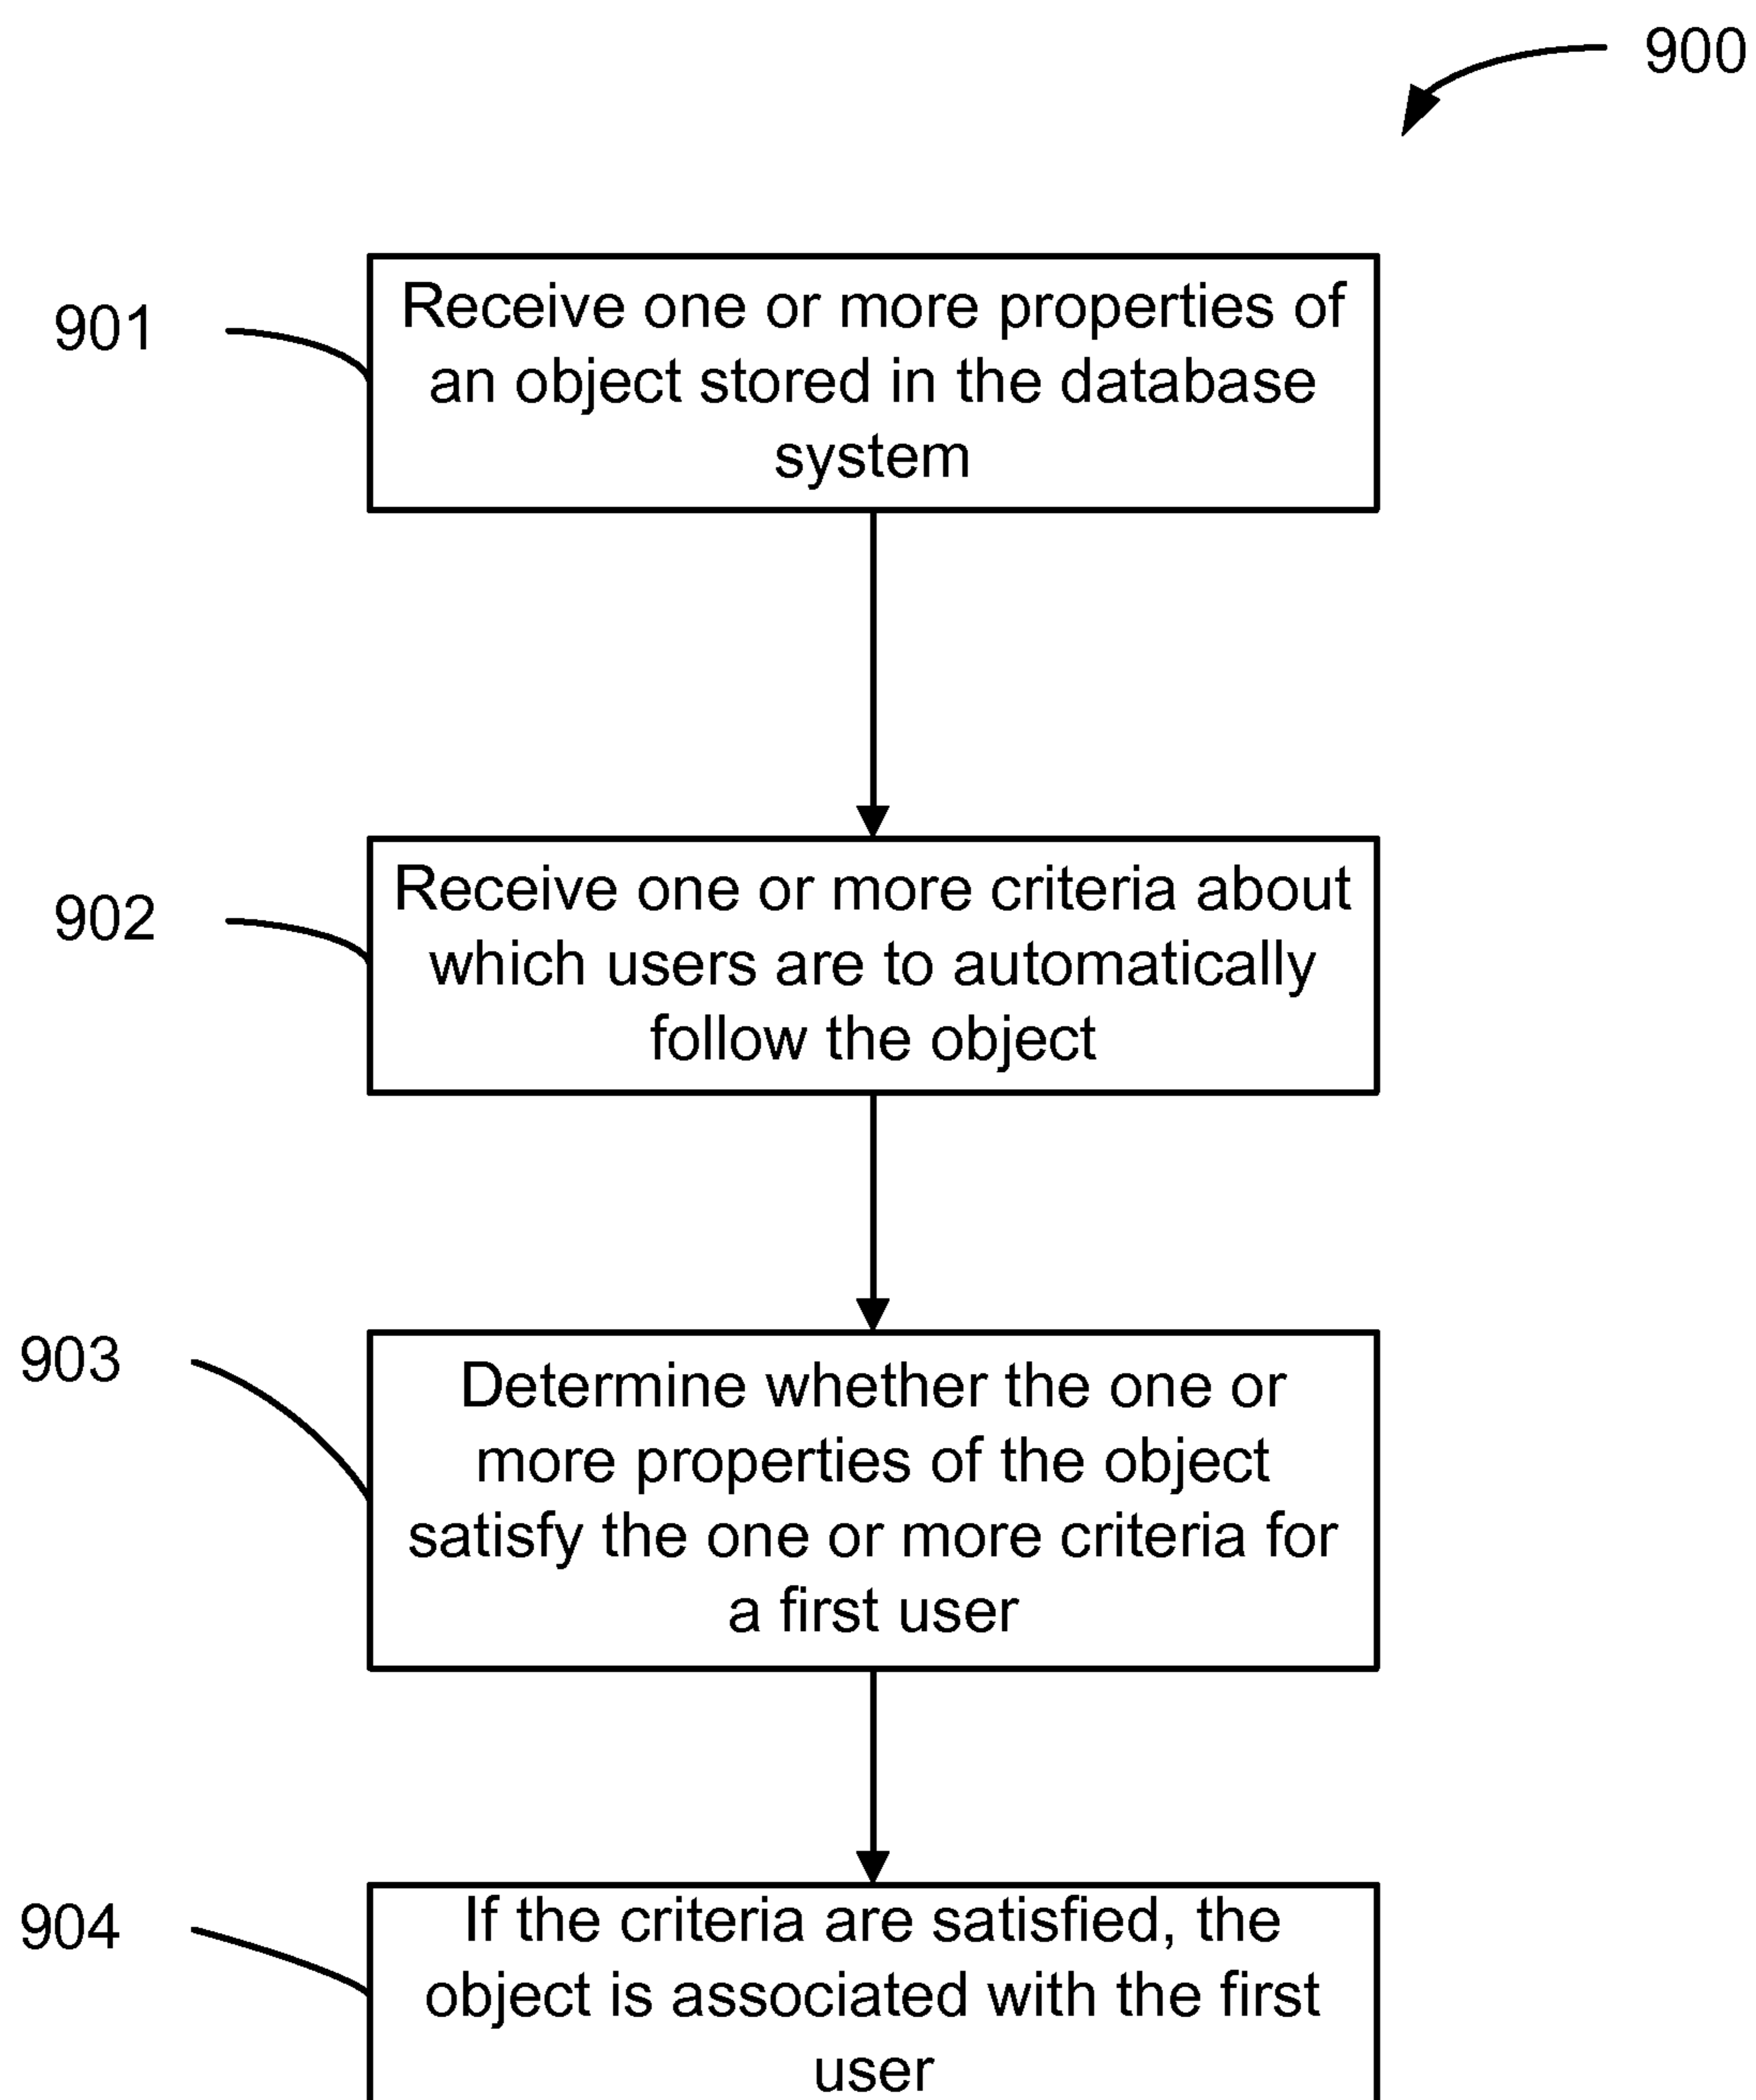 900
901
Receive one or more properties of
an object stored in the database
system
902
Receive one or more criteria about
which users are to automatically
follow the object
903
Determine whether the one or
more properties of the object
satisfy the one or more criteria for
a first user
904
If the criteria are satisfied, the
object is associated with the first
user